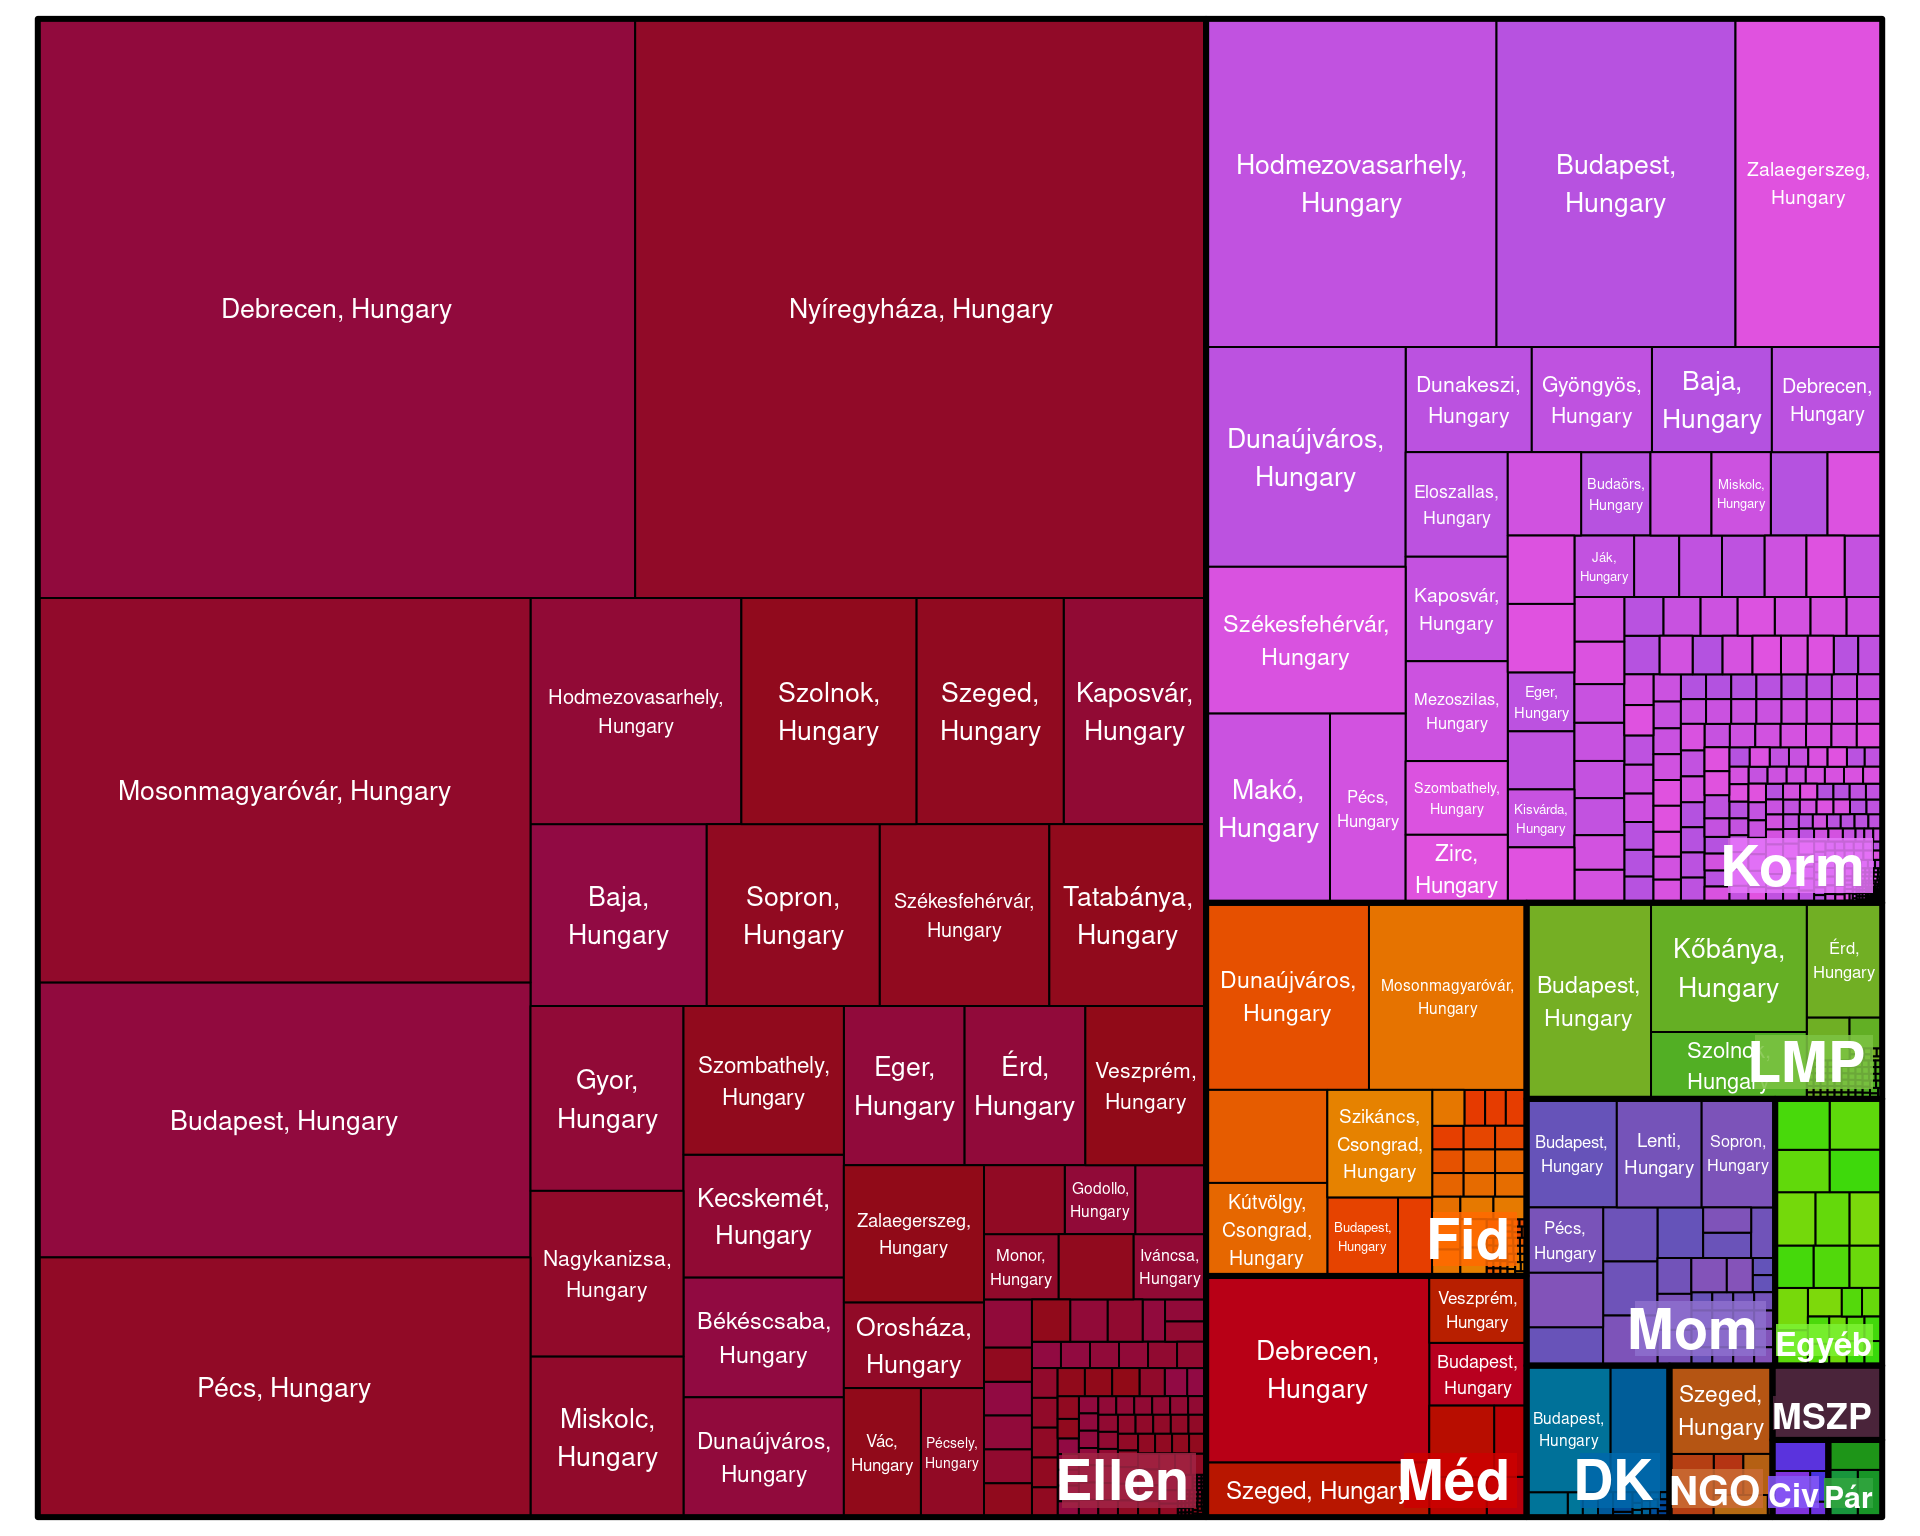 Debrecen, Hungary
Nyíregyháza, Hungary
Mosonmagyaróvár, Hungary
Budapest, Hungary
Pécs, Hungary
Hodmezovasarhely,
Hungary
Szolnok,
Hungary
Szeged,
Hungary
Kaposvár,
Hungary
Baja,
Hungary
Sopron,
Hungary
Székesfehérvár,
Hungary
Tatabánya,
Hungary
Gyor,
Hungary
Nagykanizsa,
Hungary
Miskolc,
Hungary
Szombathely,
Hungary
Kecskemét,
Hungary
Békéscsaba,
Hungary
Dunaújváros,
Hungary
Eger,
Hungary
Érd,
Hungary
Veszprém,
Hungary
Zalaegerszeg,
Hungary
Orosháza,
Hungary
Vác,
Hungary
Pécsely,
Hungary
Godollo,
Hungary
Monor,
Hungary
Iváncsa,
Hungary
Ellen
Hodmezovasarhely,
Hungary
Budapest,
Hungary
Zalaegerszeg,
Hungary
Dunaújváros,
Hungary
Székesfehérvár,
Hungary
Makó,
Hungary
Pécs,
Hungary
Dunakeszi,
Hungary
Gyöngyös,
Hungary
Baja,
Hungary
Debrecen,
Hungary
Eloszallas,
Hungary
Kaposvár,
Hungary
Mezoszilas,
Hungary
Szombathely,
Hungary
Zirc,
Hungary
Budaörs,
Hungary
Miskolc,
Hungary
Ják,
Hungary
Eger,
Hungary
Kisvárda,
Hungary
Korm
Dunaújváros,
Hungary
Mosonmagyaróvár,
Hungary
Szikáncs,
Csongrad,
Hungary
Kútvölgy,
Csongrad,
Hungary
Budapest,
Hungary
Fid
Budapest,
Hungary
Kőbánya,
Hungary
Érd,
Hungary
Szolnok,
Hungary
LMP
Budapest,
Hungary
Lenti,
Hungary
Sopron,
Hungary
Pécs,
Hungary
Mom
Egyéb
Debrecen,
Hungary
Veszprém,
Hungary
Budapest,
Hungary
Szeged, Hungary
Méd
Budapest,
Hungary
DK
Szeged,
Hungary
NGO
MSZP
Civ
Pár